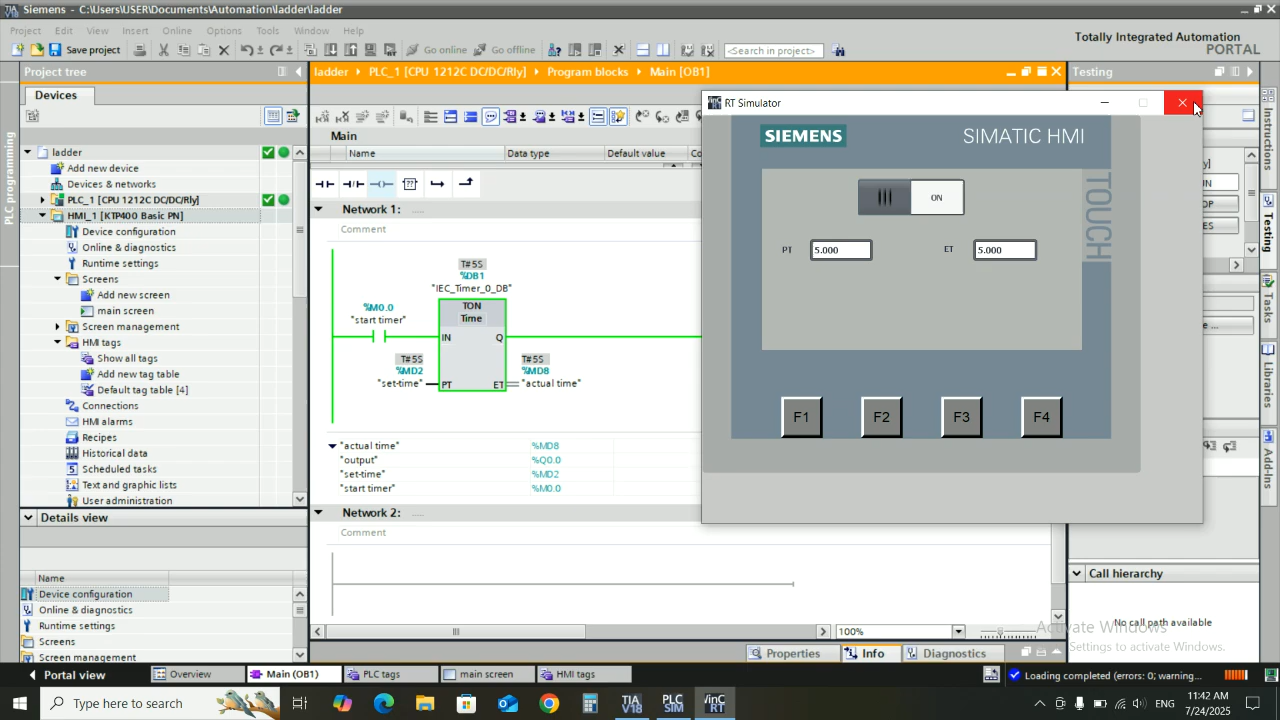 Siemens - C:\Users\USER\Documents\Automation\ladder\ladder
Project Edit View Insert Online Options Tools Window Help
Save project Go online Go offline <Search in project>
Totally Integrated Automation
PORTAL
Project tree
ladder PLC_1 [CPU 1212C DC/DC/Rly] Program blocks Main [OB1]
Testing
Devices
PLC programming
ladder
Add new device
Devices & networks
PLC_1 [CPU 1212C DC/DC/Rly]
HMI_1 [KTP400 Basic PN]
Device configuration
Online & diagnostics
Runtime settings
Screens
Add new screen
main screen
Screen management
HMI tags
Show all tags
Add new tag table
Default tag table [4]
Connections
HMI alarms
Recipes
Historical data
Scheduled tasks
Text and graphic lists
User administration
Details view
Name
Device configuration
Online & diagnostics
Runtime settings
Screens
Screen management
Main
Name Data type Default value Co
Network 1:
Comment
T#5S
%DB1
"IEC_Timer_0_DB"
TON
Time
%M0.0
"start timer"
IN Q
T#5S
%MD2
"set-time"
PT ET
T#5S
%MD8
"actual time"
"actual time" %MD8
"output" %Q0.0
"set-time" %MD2
"start timer" %M0.0
Network 2:
Comment
100%
RT Simulator
SIEMENS SIMATIC HMI
TOUCH
ON
PT 5.000 ET 5.000
F1 F2 F3 F4
Instructions
Testing
Tasks
Libraries
Add-Ins
Call hierarchy
No call path available
Activate Windows
Settings to activate Windows.
Properties Info Diagnostics
Portal view Overview Main (OB1) PLC tags main screen HMI tags
Loading completed (errors: 0; warning...
Type here to search
TIA
V18
PLC
SIM
ENG
11:42 AM
7/24/2025